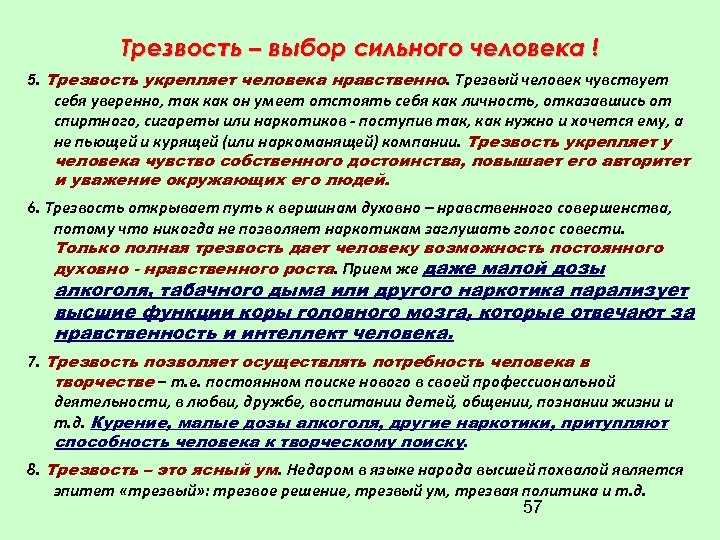 Трезвость – выбор сильного человека !
5. Трезвость укрепляет человека нравственно. Трезвый человек чувствует
себя уверенно, так как он умеет отстоять себя как личность, отказавшись от
спиртного, сигареты или наркотиков - поступив так, как нужно и хочется ему, а
не пьющей и курящей (или наркоманящей) компании. Трезвость укрепляет у
человека чувство собственного достоинства, повышает его авторитет
и уважение окружающих его людей.
6. Трезвость открывает путь к вершинам духовно – нравственного совершенства,
потому что никогда не позволяет наркотикам заглушать голос совести.
Только полная трезвость дает человеку возможность постоянного
духовно - нравственного роста. Прием же даже малой дозы
алкоголя, табачного дыма или другого наркотика парализует
высшие функции коры головного мозга, которые отвечают за
нравственность и интеллект человека.
7. Трезвость позволяет осуществлять потребность человека в
творчестве – т.е. постоянном поиске нового в своей профессиональной
деятельности, в любви, дружбе, воспитании детей, общении, познании жизни и
т.д. Курение, малые дозы алкоголя, другие наркотики, притупляют
способность человека к творческому поиску.
8. Трезвость – это ясный ум. Недаром в языке народа высшей похвалой является
эпитет «трезвый»: трезвое решение, трезвый ум, трезвая политика и т.д.
57